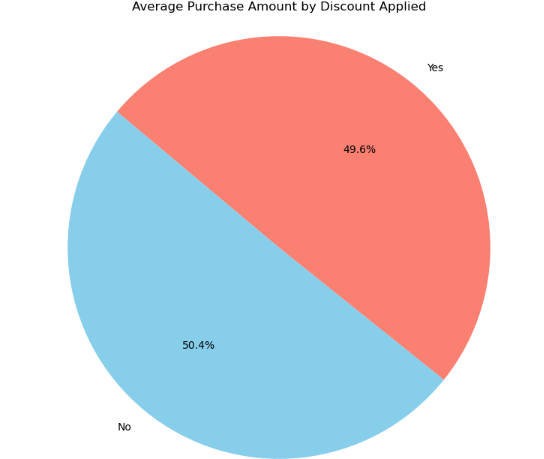 Average Purchase Amount by Discount Applied
Yes
49.6%
50.4%
No